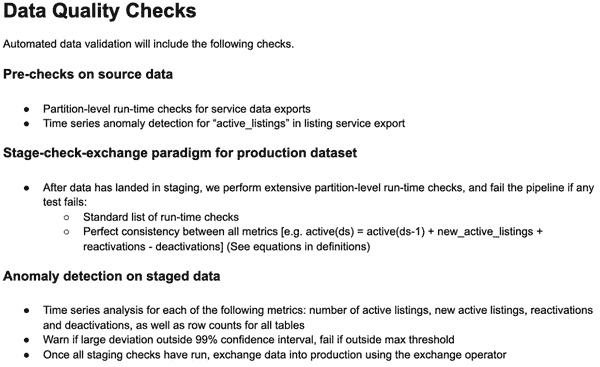 Data Quality Checks
Automated data validation will include the following checks.
Pre-checks on source data
● Partition-level run-time checks for service data exports
● Time series anomaly detection for “active_listings” in listing service export
Stage-check-exchange paradigm for production dataset
● After data has landed in staging, we perform extensive partition-level run-time checks, and fail the pipeline if any
test fails:
○ Standard list of run-time checks
○ Perfect consistency between all metrics [e.g. active(ds) = active(ds-1) + new_active_listings +
reactivations - deactivations] (See equations in definitions)
Anomaly detection on staged data
● Time series analysis for each of the following metrics: number of active listings, new active listings, reactivations
and deactivations, as well as row counts for all tables
● Warn if large deviation outside 99% confidence interval, fail if outside max threshold
● Once all staging checks have run, exchange data into production using the exchange operator